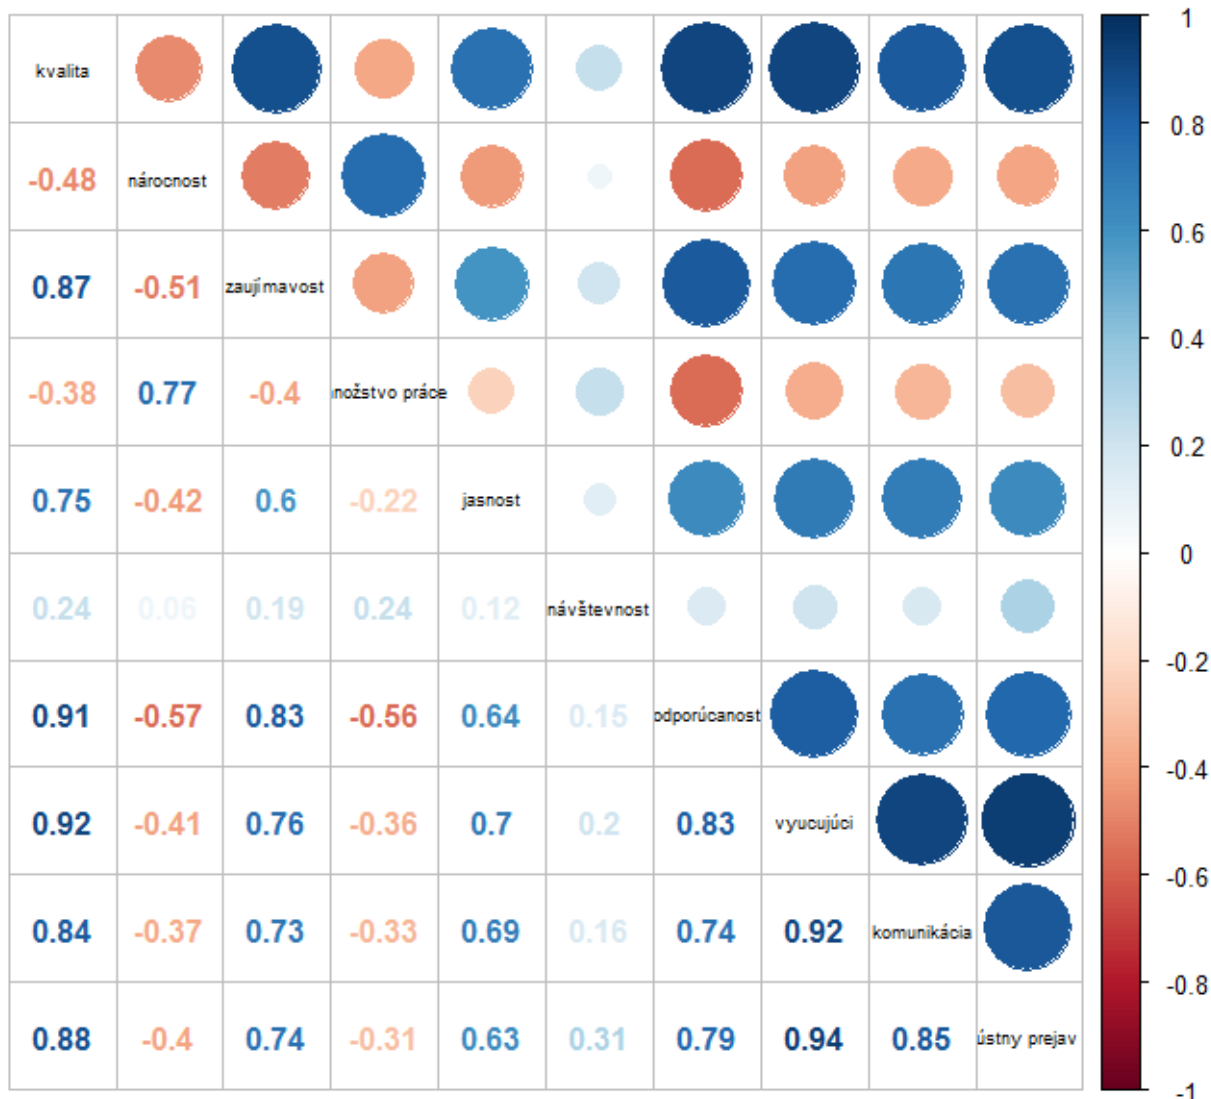 kvalita
-0.48 nárocnost
0.87 -0.51 zaujímavost
-0.38 0.77 -0.4 nožstvo práce
0.75 -0.42 0.6 -0.22 jasnost
0.24 0.06 0.19 0.24 0.12 návštevnost
0.91 -0.57 0.83 -0.56 0.64 0.15 odporúcanost
0.92 -0.41 0.76 -0.36 0.7 0.2 0.83 vyucujúci
0.84 -0.37 0.73 -0.33 0.69 0.16 0.74 0.92 komunikácia
0.88 -0.4 0.74 -0.31 0.63 0.31 0.79 0.94 0.85 ústny prejav
1
0.8
0.6
0.4
0.2
0
-0.2
-0.4
-0.6
-0.8
-1